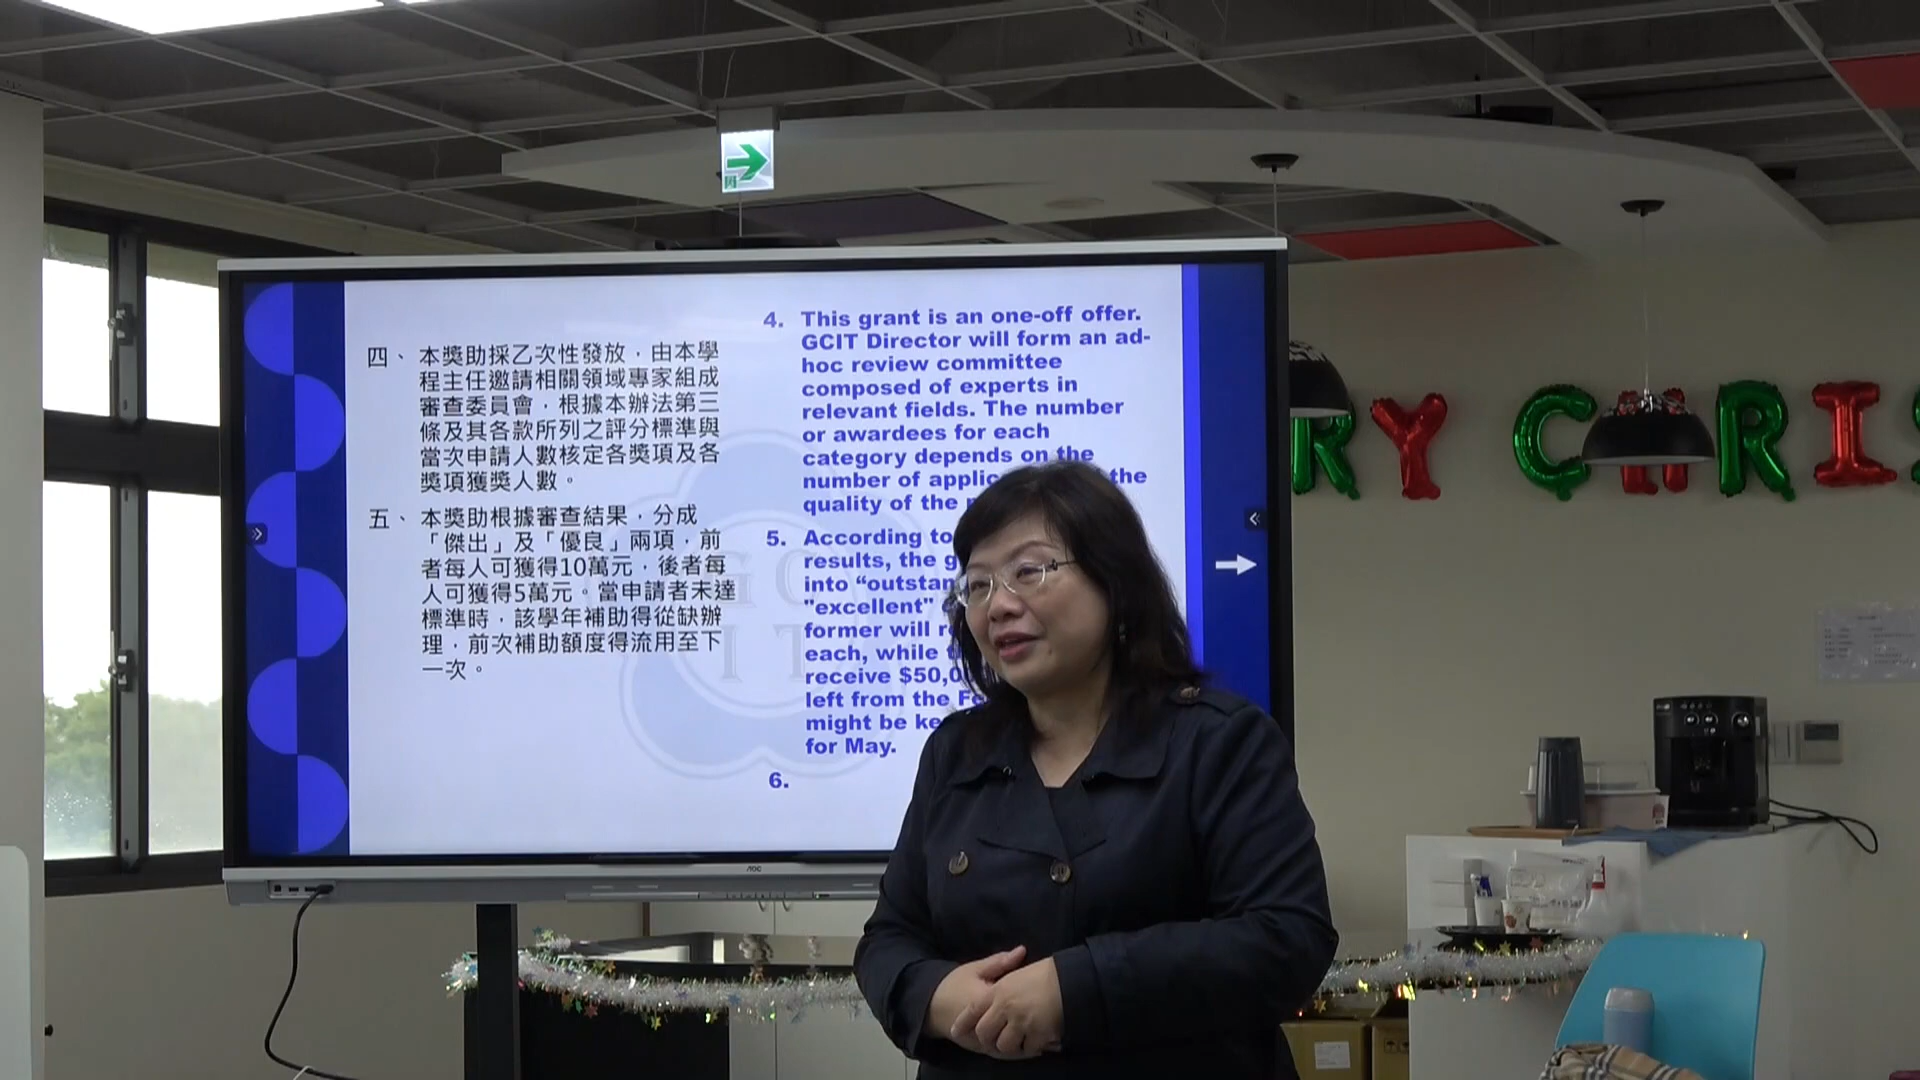 四、本獎助採乙次性發放，由本學
程主任邀請相關領域專家組成
審查委員會，根據本辦法第三
條及其各款所列之評分標準與
當次申請人數核定各獎項及各
獎項獲獎人數。
五、本獎助根據審查結果，分成
「傑出」及「優良」兩項，前
者每人可獲得10萬元，後者每
人可獲得5萬元。當申請者未達
標準時，該學年補助得從缺辦
理，前次補助額度得流用至下
一次。
4. This grant is an one-off offer.
GCIT Director will form an ad-
hoc review committee
composed of experts in
relevant fields. The number
or awardees for each
category depends on the
number of applic the
quality of the
5. According to
results, the g
into “outstan
"excellent"
former will r
each, while
receive $50,0
left from the
might be ke
for May.
6.
GC
IT
AOC
RY CHRIS